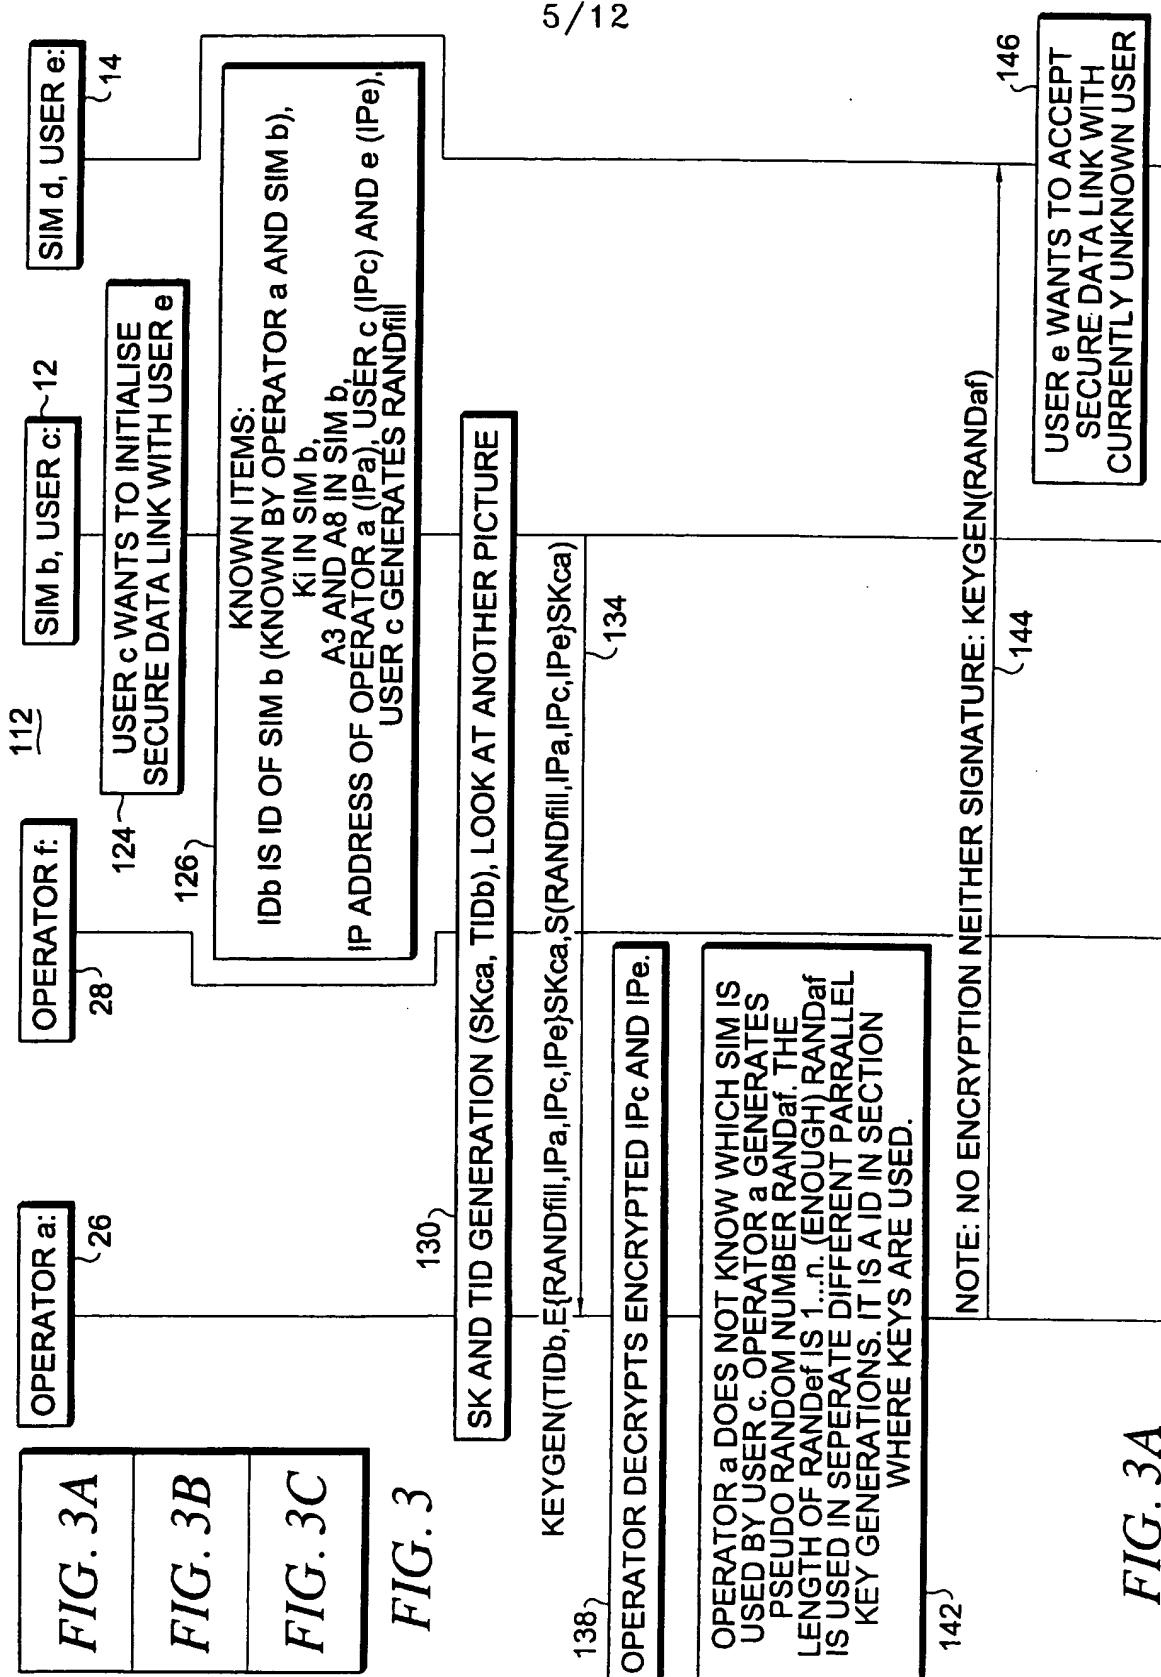 5/12
FIG. 3A
FIG. 3B
FIG. 3C
FIG. 3
OPERATOR a:
26
OPERATOR f:
28
112
SIM b, USER c:
12
SIM d, USER e:
14
124
USER c WANTS TO INITIALISE
SECURE DATA LINK WITH USER e
126
KNOWN ITEMS:
IDb IS ID OF SIM b (KNOWN BY OPERATOR a AND SIM b),
Ki IN SIM b,
A3 AND A8 IN SIM b,
IP ADDRESS OF OPERATOR a (IPa), USER c (IPc) AND e (IPe),
USER c GENERATES RANDfill
130
SK AND TID GENERATION (SKca, TIDb), LOOK AT ANOTHER PICTURE
KEYGEN(TIDb,E{RANDfill,IPa,IPc,IPe}SKca,S(RANDfill,IPa,IPc,IPe}SKca)
134
138
OPERATOR DECRYPTS ENCRYPTED IPc AND IPe.
OPERATOR a DOES NOT KNOW WHICH SIM IS
USED BY USER c. OPERATOR a GENERATES
PSEUDO RANDOM NUMBER RANDaf. THE
LENGTH OF RANDef IS 1...n. (ENOUGH) RANDaf
IS USED IN SEPERATE DIFFERENT PARRALEL
KEY GENERATIONS. IT IS A ID IN SECTION
WHERE KEYS ARE USED.
142
NOTE: NO ENCRYPTION NEITHER SIGNATURE: KEYGEN(RANDaf)
144
146
USER e WANTS TO ACCEPT
SECURE DATA LINK WITH
CURRENTLY UNKNOWN USER
FIG. 3A